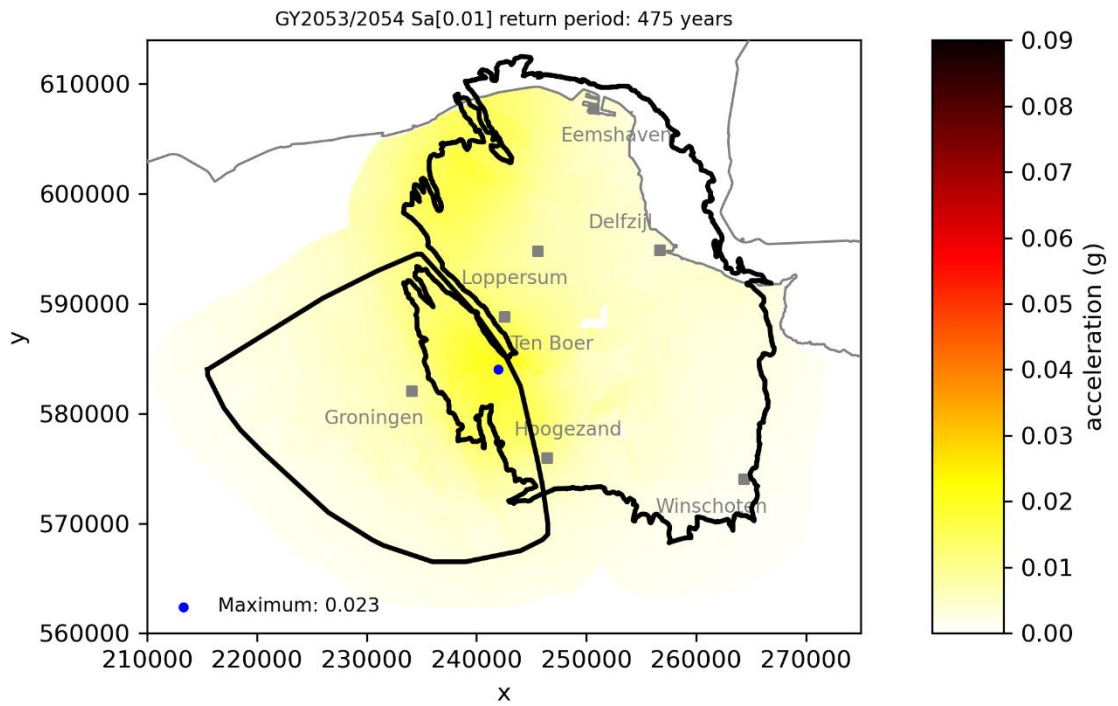 GY2053/2054 Sa[0.01] return period: 475 years
610000
600000
590000
580000
570000
560000
y
210000 220000 230000 240000 250000 260000 270000
x
Eemshaven
Delfzijl
Loppersum
Ten Boer
Groningen
Hoogezand
Winschoten
Maximum: 0.023
0.09
0.08
0.07
0.06
0.05
0.04
0.03
0.02
0.01
0.00
acceleration (g)